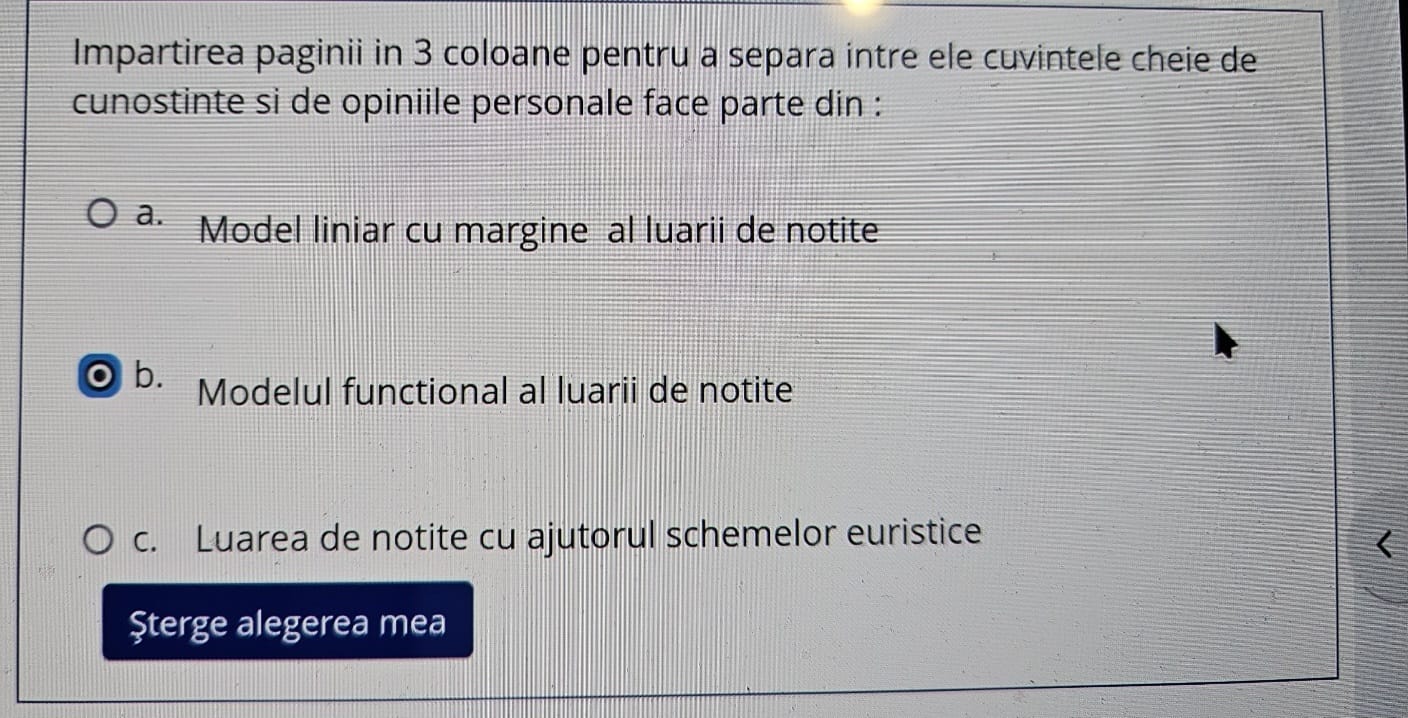 Impartirea paginii in 3 coloane pentru a separa intre ele cuvintele cheie de
cunostinte si de opiniile personale face parte din :
a. Model liniar cu margine al luarii de notite
b. Modelul functional al luarii de notite
c. Luarea de notite cu ajutorul schemelor euristice
Şterge alegerea mea